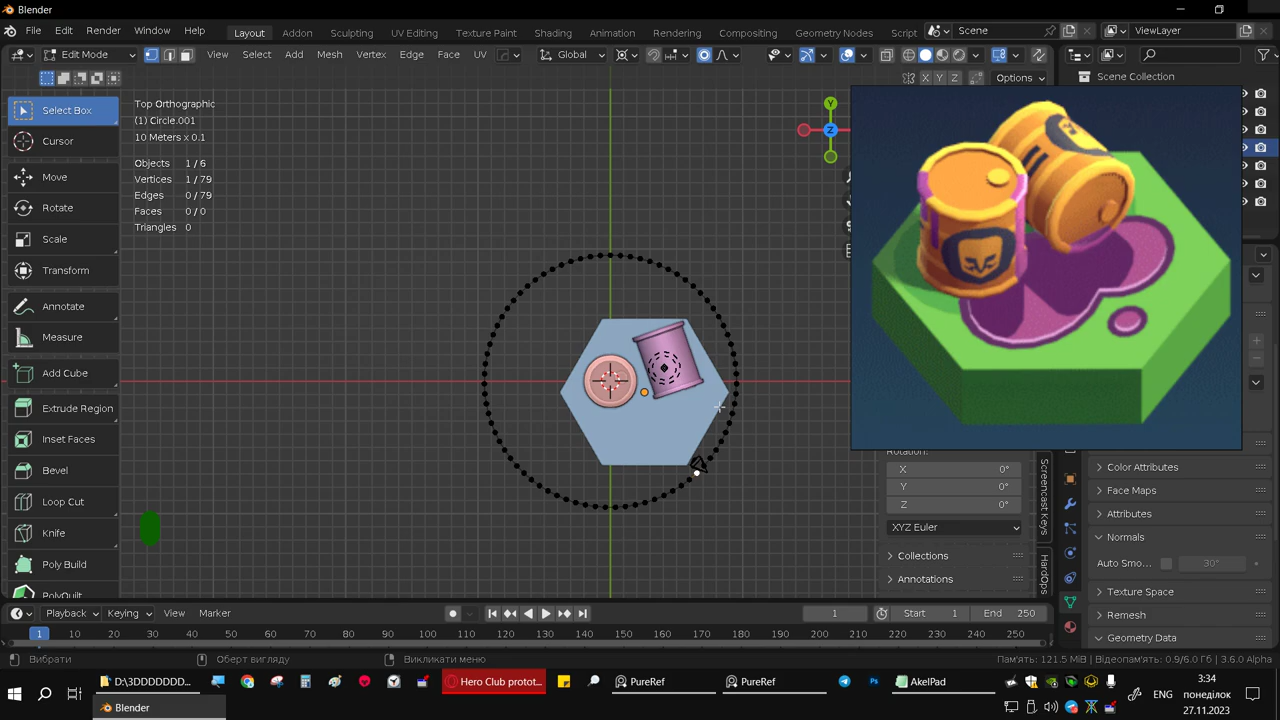 Blender
File Edit Render Window Help Layout Addon Sculpting UV Editing Texture Paint Shading Animation Rendering Compositing Geometry Nodes Script Scene ViewLayer
Edit Mode View Select Add Mesh Vertex Edge Face UV Global
X Y Z Options
Scene Collection
Select Box
Cursor
Move
Rotate
Scale
Transform
Annotate
Measure
Add Cube
Extrude Region
Inset Faces
Bevel
Loop Cut
Knife
Poly Build
PolyQuilt
Top Orthographic
(1) Circle.001
10 Meters x 0.1
Objects 1/6
Vertices 1/79
Edges 0/79
Faces 0/0
Triangles 0
Y
Z
Rotation:
X 0°
Y 0°
Z 0°
XYZ Euler
Collections
Annotations
Screencast Keys
HardOps
Color Attributes
Face Maps
Attributes
Normals
Auto Smo... 30°
Texture Space
Remesh
Geometry Data
Playback Keying View Marker 1 Start 1 End 250
1 10 20 30 40 50 60 70 80 90 100 110 120 130 140 150 160 170 180 190 200 210 220 230 240 250
Вибрати Оберт вигляду Викликати меню Пам'ять: 121.5 MiB | Відеопам'ять: 0.9/6.0 Гі | 3.6.0 Alpha
D:\3DDDDDDD... Hero Club protot... PureRef PureRef AkelPad ENG 3:34
понеділок
27.11.2023
Blender